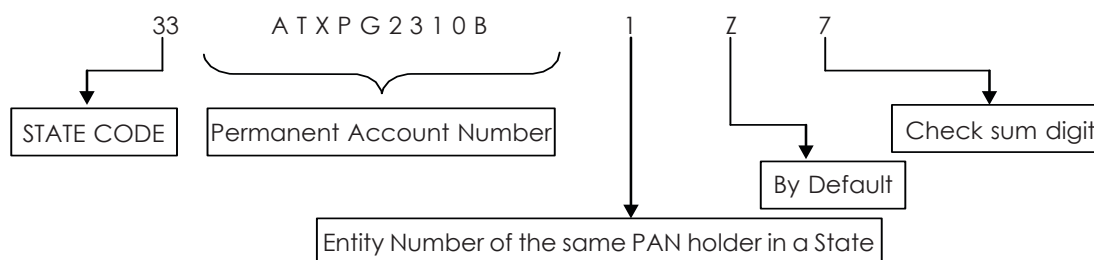 33 A T X P G 2 3 1 0 B 1 Z 7
STATE CODE
Permanent Account Number
Check sum digit
By Default
Entity Number of the same PAN holder in a State